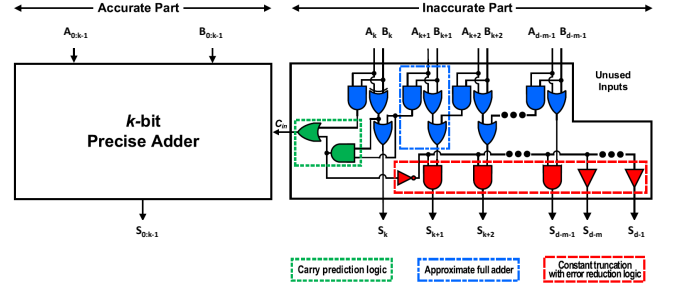 Accurate Part
Inaccurate Part
A0:k-1 B0:k-1
Ak Bk Ak+1 Bk+1 Ak+2 Bk+2 Ad-m-1 Bd-m-1
Unused
Inputs
k-bit
Precise Adder
Cin
S0:k-1
Sk Sk+1 Sk+2 Sd-m-1 Sd-m Sd-1
Carry prediction logic
Approximate full adder
Constant truncation
with error reduction logic